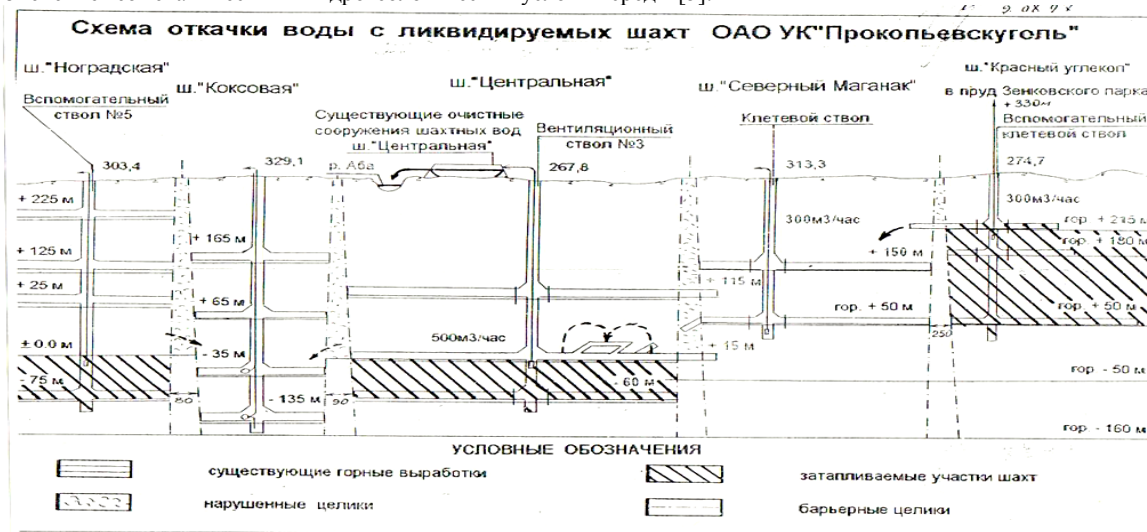 Схема откачки воды с ликвидируемых шахт ОАО УК"Прокопьевскуголь"
ш."Ноградская"
Вспомогательный
ствол №5
303,4
+ 225 м
+ 125 м
+ 25 м
± 0.0 м
- 75 м
80
ш."Коксовая"
329,1
+ 165 м
+ 65 м
- 35 м
- 135 м
90
ш."Центральная"
Существующие очистные
сооружения шахтных вод
ш."Центральная"
р. Аба
Вентиляционный
ствол №3
267,8
500м3/час
- 60 м
ш."Северный Маганак"
Клетевой ствол
313,3
300м3/час
+ 150 м
+ 115 м
гор. + 50 м
+ 15 м
250
ш."Красный углекоп"
в пруд Зенковского парка
+ 330м
Вспомогательный
клетевой ствол
274,7
300м3/час
гор. + 215 м
гор. + 180 м
гор. + 50 м
гор. - 50 м
гор. - 160 м
УСЛОВНЫЕ ОБОЗНАЧЕНИЯ
существующие горные выработки
затапливаемые участки шахт
нарушенные целики
барьерные целики